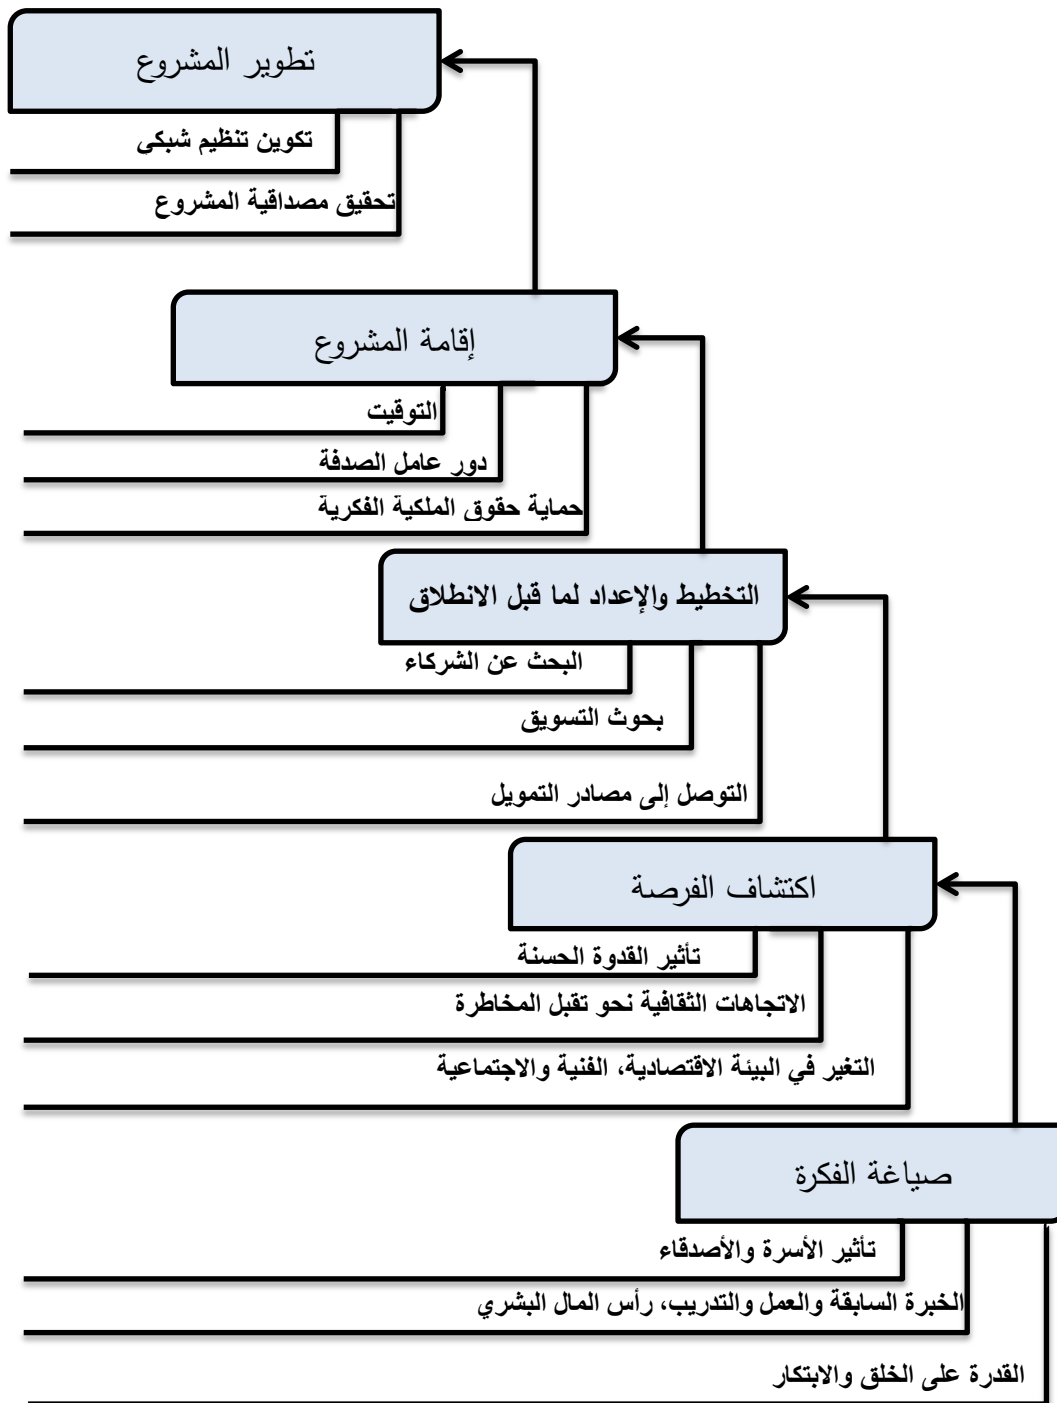 تطوير المشروع
تكوين تنظيم شبكي
تحقيق مصداقية المشروع
إقامة المشروع
التوقيت
دور عامل الصدفة
حماية حقوق الملكية الفكرية
التخطيط والإعداد لما قبل الانطلاق
البحث عن الشركاء
بحوث التسويق
التوصل إلى مصادر التمويل
اكتشاف الفرصة
تأثير القدوة الحسنة
الاتجاهات الثقافية نحو تقبل المخاطرة
التغير في البيئة الاقتصادية، الفنية والاجتماعية
صياغة الفكرة
تأثير الأسرة والأصدقاء
الخبرة السابقة والعمل والتدريب، رأس المال البشري
القدرة على الخلق والابتكار